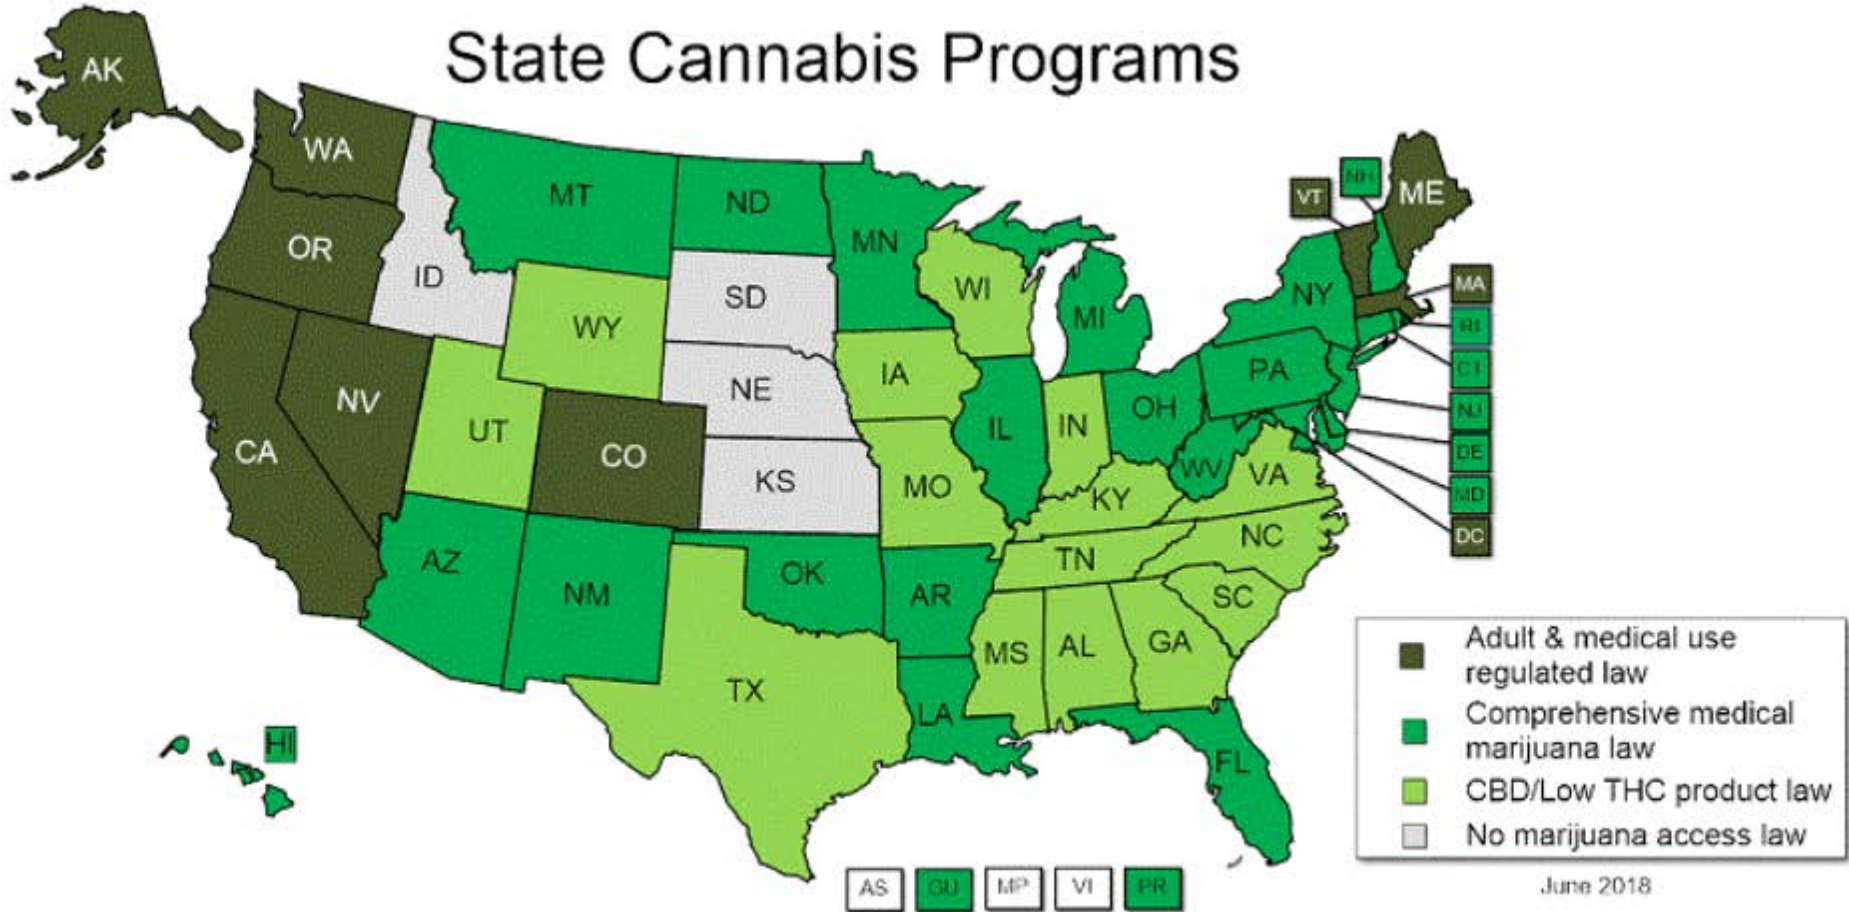 State Cannabis Programs
AK
WA
OR
CA
NV
ID
MT
WY
UT
CO
AZ
NM
ND
SD
NE
KS
OK
TX
MN
IA
MO
AR
LA
WI
IL
MI
IN
OH
KY
TN
MS
AL
GA
FL
SC
NC
VA
WV
PA
NY
VT
NH
ME
MA
RI
CT
NJ
DE
MD
DC
HI
AS
GU
MP
VI
PR
Adult & medical use
regulated law
Comprehensive medical
marijuana law
CBD/Low THC product law
No marijuana access law
June 2018